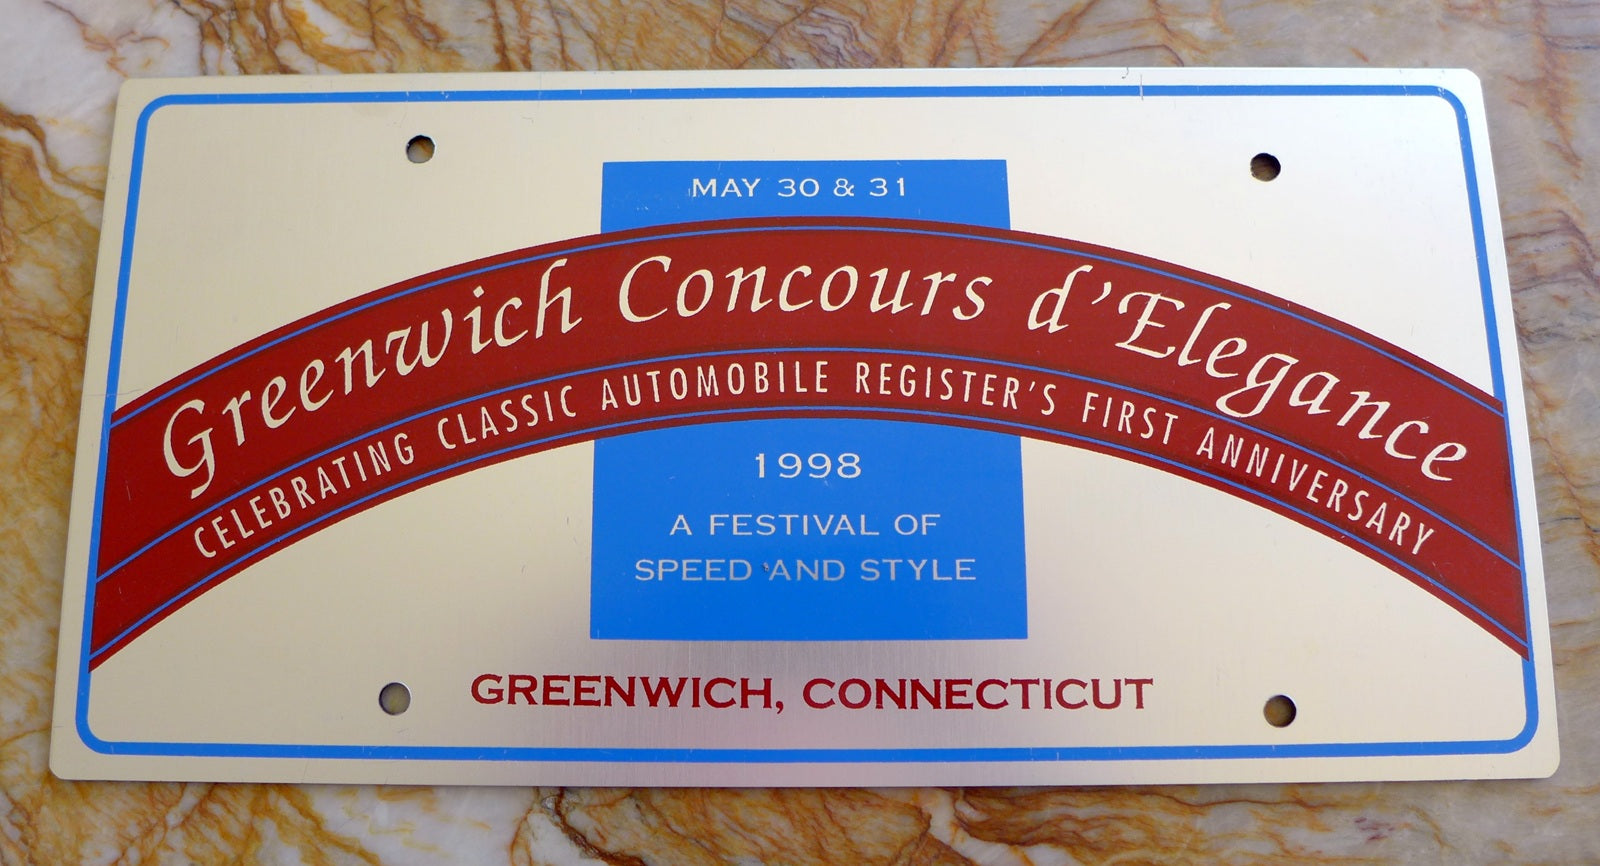 MAY 30 & 31
Greenwich Concours d'Elegance
CELEBRATING CLASSIC AUTOMOBILE REGISTER'S FIRST ANNIVERSARY
1998
A FESTIVAL OF
SPEED AND STYLE
GREENWICH, CONNECTICUT